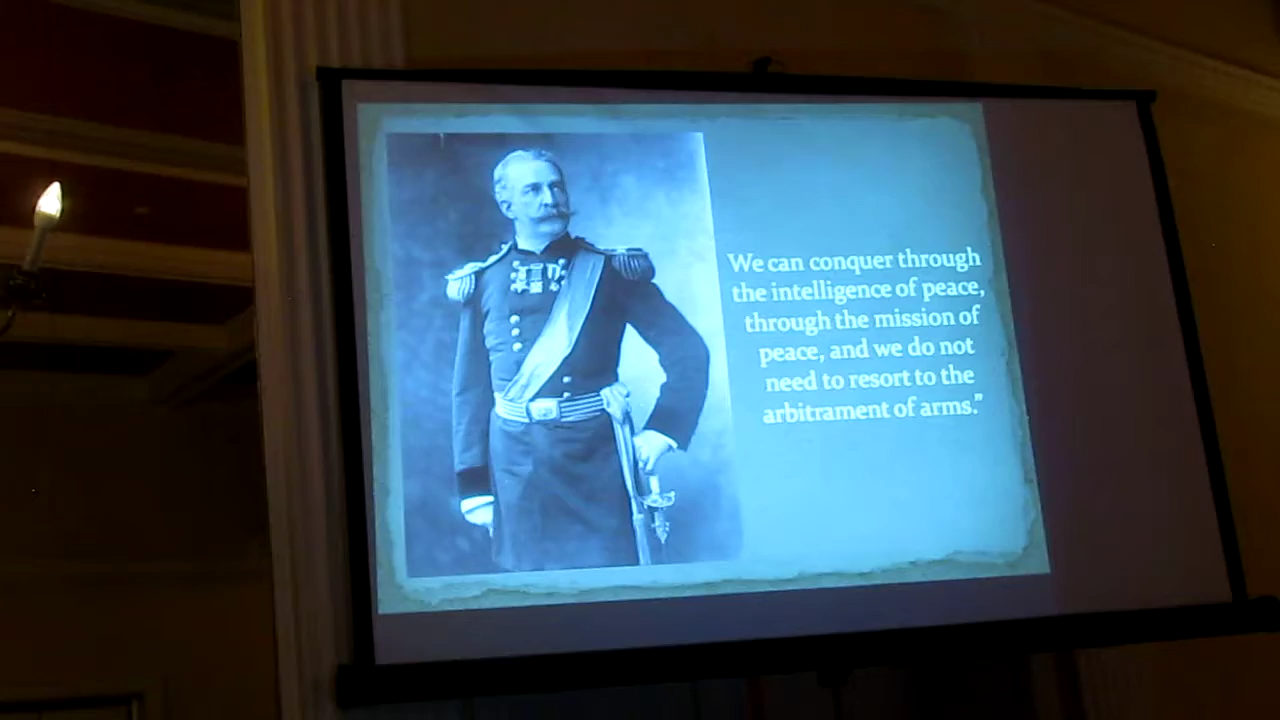 We can conquer through
the intelligence of peace,
through the mission of
peace, and we do not
need to resort to the
arbitrament of arms.”